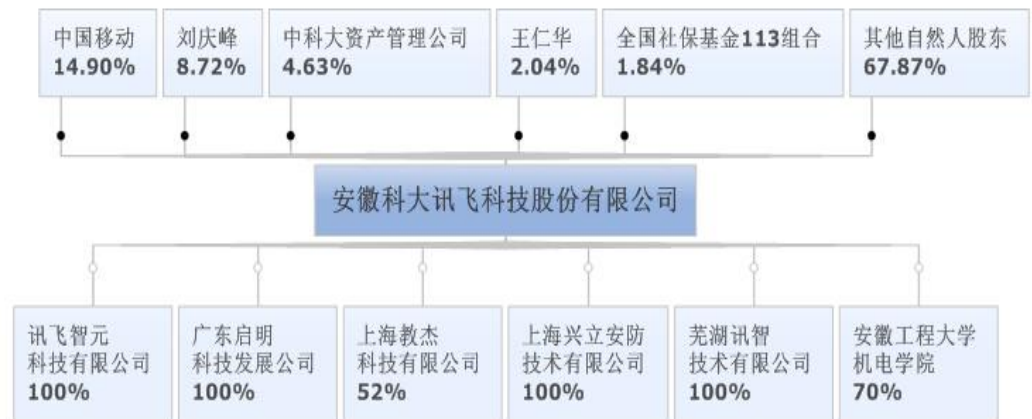 中国移动
14.90%
刘庆峰
8.72%
中科大资产管理公司
4.63%
王仁华
2.04%
全国社保基金113组合
1.84%
其他自然人股东
67.87%
安徽科大讯飞科技股份有限公司
讯飞智元
科技有限公司
100%
广东启明
科技发展公司
100%
上海教杰
科技有限公司
52%
上海兴立安防
技术有限公司
100%
芜湖讯智
技术有限公司
100%
安徽工程大学
机电学院
70%